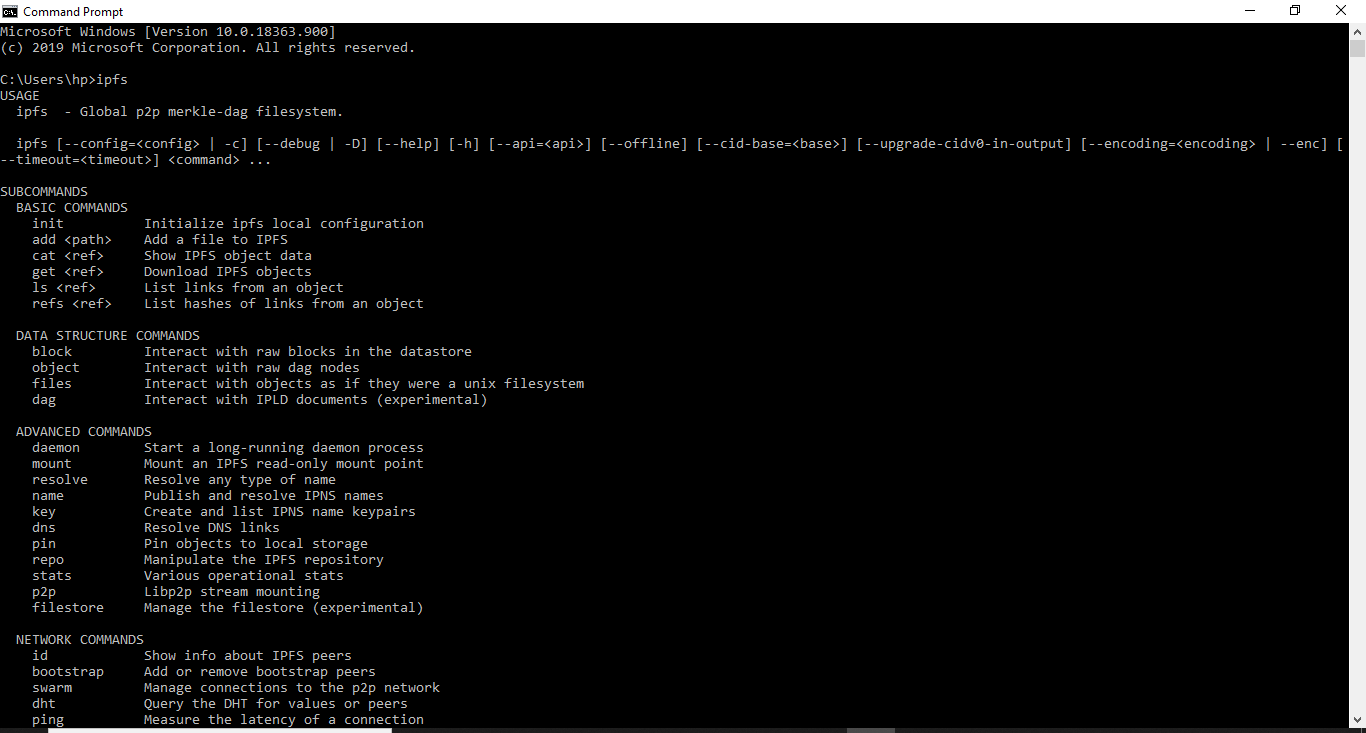 Command Prompt
Microsoft Windows [Version 10.0.18363.900]
(c) 2019 Microsoft Corporation. All rights reserved.

C:\Users\hp>ipfs
USAGE
  ipfs  - Global p2p merkle-dag filesystem.

  ipfs [--config=<config> | -c] [--debug | -D] [--help] [-h] [--api=<api>] [--offline] [--cid-base=<base>] [--upgrade-cidv0-in-output] [--encoding=<encoding> | --enc] [
--timeout=<timeout>] <command> ...

SUBCOMMANDS
  BASIC COMMANDS
    init          Initialize ipfs local configuration
    add <path>    Add a file to IPFS
    cat <ref>     Show IPFS object data
    get <ref>     Download IPFS objects
    ls <ref>      List links from an object
    refs <ref>    List hashes of links from an object

  DATA STRUCTURE COMMANDS
    block         Interact with raw blocks in the datastore
    object        Interact with raw dag nodes
    files         Interact with objects as if they were a unix filesystem
    dag           Interact with IPLD documents (experimental)

  ADVANCED COMMANDS
    daemon        Start a long-running daemon process
    mount         Mount an IPFS read-only mount point
    resolve       Resolve any type of name
    name          Publish and resolve IPNS names
    key           Create and list IPNS name keypairs
    dns           Resolve DNS links
    pin           Pin objects to local storage
    repo          Manipulate the IPFS repository
    stats         Various operational stats
    p2p           Libp2p stream mounting
    filestore     Manage the filestore (experimental)

  NETWORK COMMANDS
    id            Show info about IPFS peers
    bootstrap     Add or remove bootstrap peers
    swarm         Manage connections to the p2p network
    dht           Query the DHT for values or peers
    ping          Measure the latency of a connection